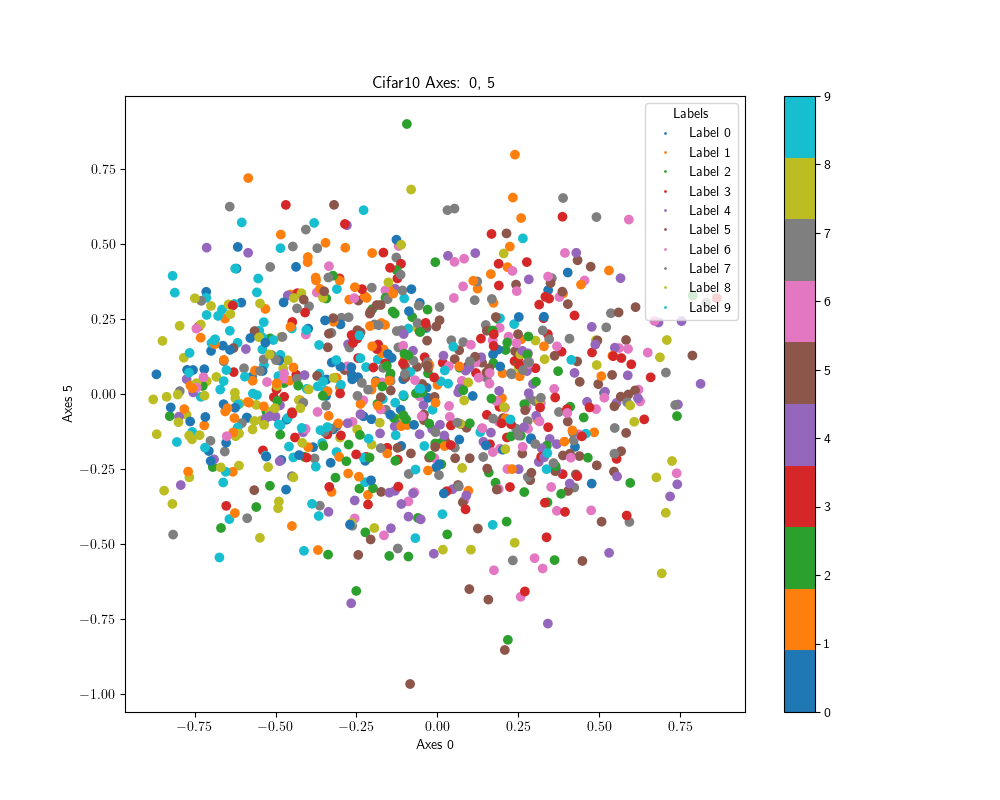 Cifar10 Axes: 0, 5
Labels
Label 0
Label 1
Label 2
Label 3
Label 4
Label 5
Label 6
Label 7
Label 8
Label 9
Axes 5
0.75
0.50
0.25
0.00
−0.25
−0.50
−0.75
−1.00
−0.75 −0.50 −0.25 0.00 0.25 0.50 0.75
Axes 0
9
8
7
6
5
4
3
2
1
0